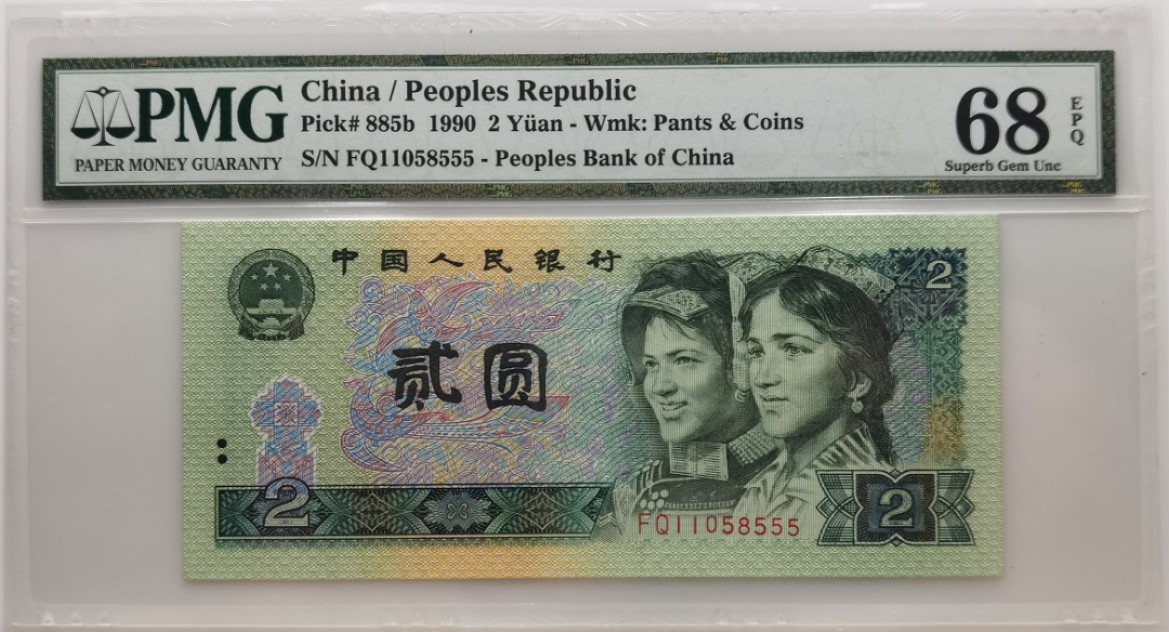 PMG
PAPER MONEY GUARANTY
China / Peoples Republic
Pick# 885b 1990 2 Yüan - Wmk: Pants & Coins
S/N FQ11058555 - Peoples Bank of China
68
EPQ
Superb Gem Unc
中国人民银行
2
贰圆
2
FQ11058555
2